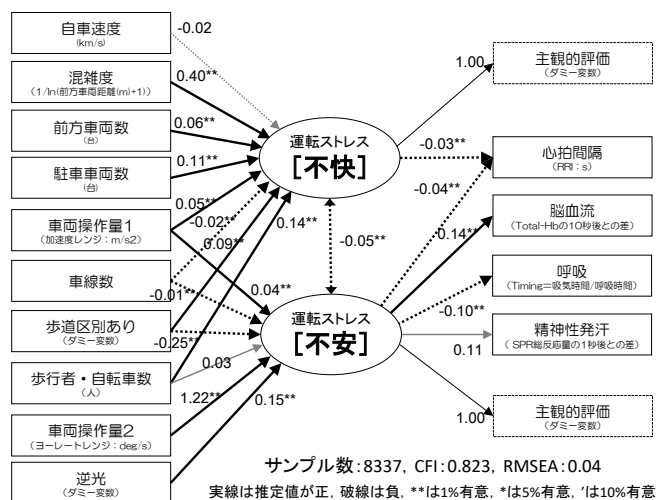 自車速度
(km/s)
混雑度
(1/ln(前方車両距離(m)+1))
前方車両数
(台)
駐車車両数
(台)
車両操作量1
(加速度レンジ:m/s2)
車線数
歩道区別あり
(ダミー変数)
歩行者・自転車数
(人)
車両操作量2
(ヨーレートレンジ:deg/s)
逆光
(ダミー変数)
-0.02
0.40**
0.06**
0.11**
0.05**
-0.02**
0.09**
0.14**
-0.01**
0.04**
-0.25**
0.03
1.22**
0.15**
運転ストレス
[不快]
-0.05**
運転ストレス
[不安]
1.00
-0.03**
-0.04**
0.14**
-0.10**
0.11
1.00
主観的評価
(ダミー変数)
心拍間隔
(RRI:s)
脳血流
(Total-Hbの10秒後との差)
呼吸
(Timing=吸気時間/呼吸時間)
精神性発汗
(SPR総反応量の1秒後との差)
主観的評価
(ダミー変数)
サンプル数:8337, CFI:0.823, RMSEA:0.04
実線は推定値が正,破線は負,**は1%有意,*は5%有意,'は10%有意